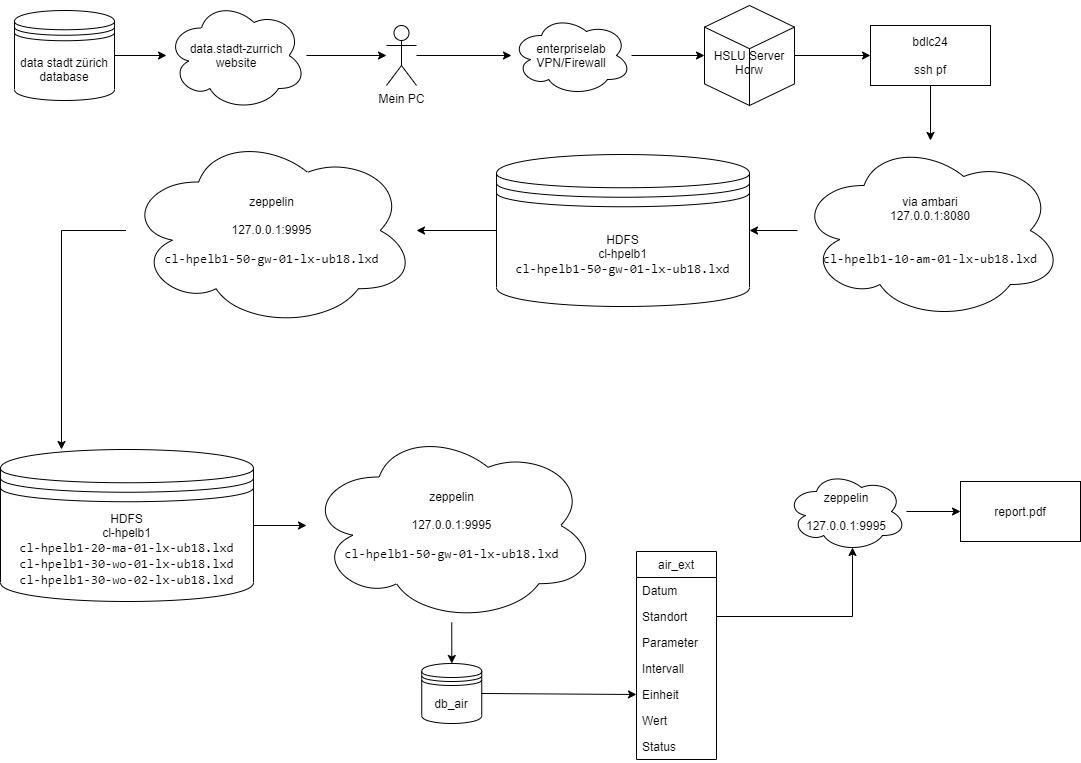 data stadt zürich
database
data.stadt-zurrich
website
Mein PC
enterpriselab
VPN/Firewall
HSLU Server
Horw
bdlc24
ssh pf
via ambari
127.0.0.1:8080
cl-hpelb1-10-am-01-lx-ub18.lxd
HDFS
cl-hpelb1
cl-hpelb1-50-gw-01-lx-ub18.lxd
zeppelin
127.0.0.1:9995
cl-hpelb1-50-gw-01-lx-ub18.lxd
HDFS
cl-hpelb1
cl-hpelb1-20-ma-01-lx-ub18.lxd
cl-hpelb1-30-wo-01-lx-ub18.lxd
cl-hpelb1-30-wo-02-lx-ub18.lxd
zeppelin
127.0.0.1:9995
cl-hpelb1-50-gw-01-lx-ub18.lxd
db_air
air_ext
Datum
Standort
Parameter
Intervall
Einheit
Wert
Status
zeppelin
127.0.0.1:9995
report.pdf